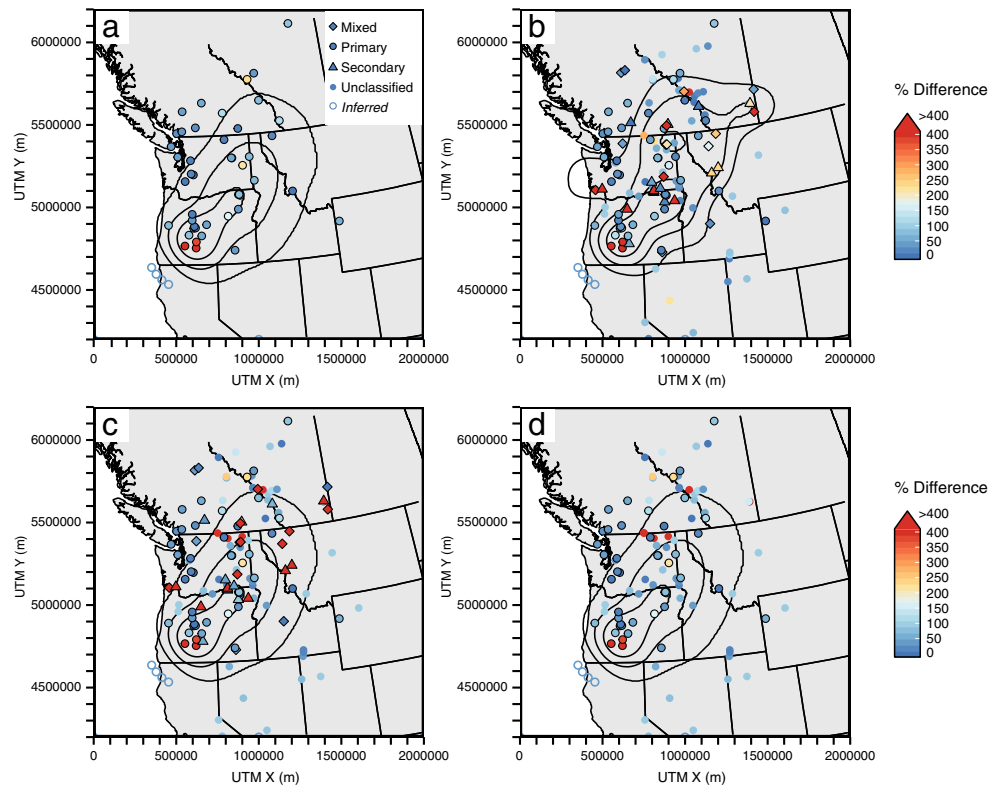 a
Mixed
Primary
Secondary
Unclassified
Inferred
6000000
5500000
5000000
4500000
UTM Y (m)
0
500000
1000000
1500000
2000000
UTM X (m)
b
6000000
5500000
5000000
4500000
UTM Y (m)
0
500000
1000000
1500000
2000000
UTM X (m)
% Difference
>400
400
350
300
250
200
150
100
50
0
c
6000000
5500000
5000000
4500000
UTM Y (m)
0
500000
1000000
1500000
2000000
UTM X (m)
d
6000000
5500000
5000000
4500000
UTM Y (m)
0
500000
1000000
1500000
2000000
UTM X (m)
% Difference
>400
400
350
300
250
200
150
100
50
0